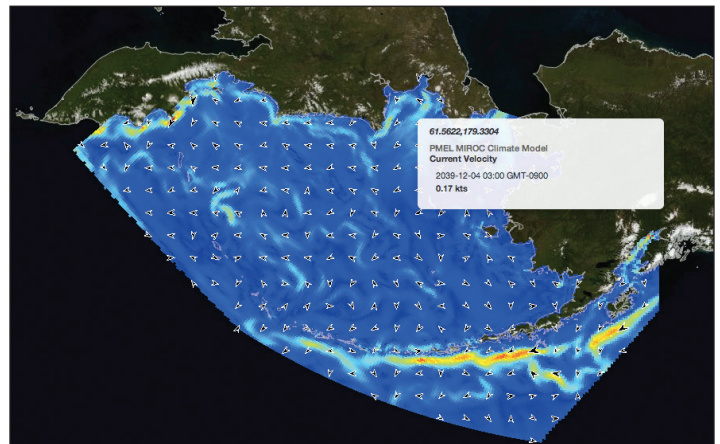 61.5622,179.3304
PMEL MIROC Climate Model
Current Velocity
2039-12-04 03:00 GMT-0900
0.17 kts